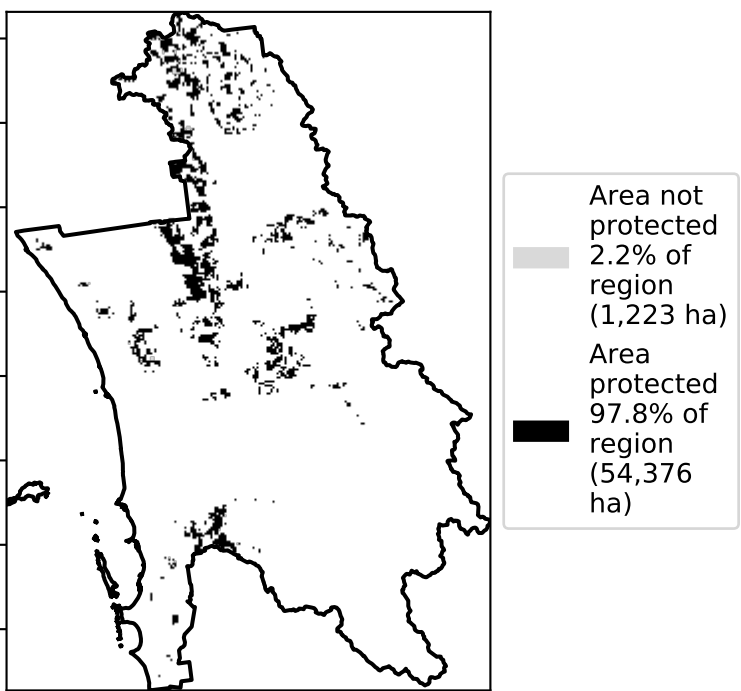 Area not
protected
2.2% of
region
(1,223 ha)
Area
protected
97.8% of
region
(54,376
ha)